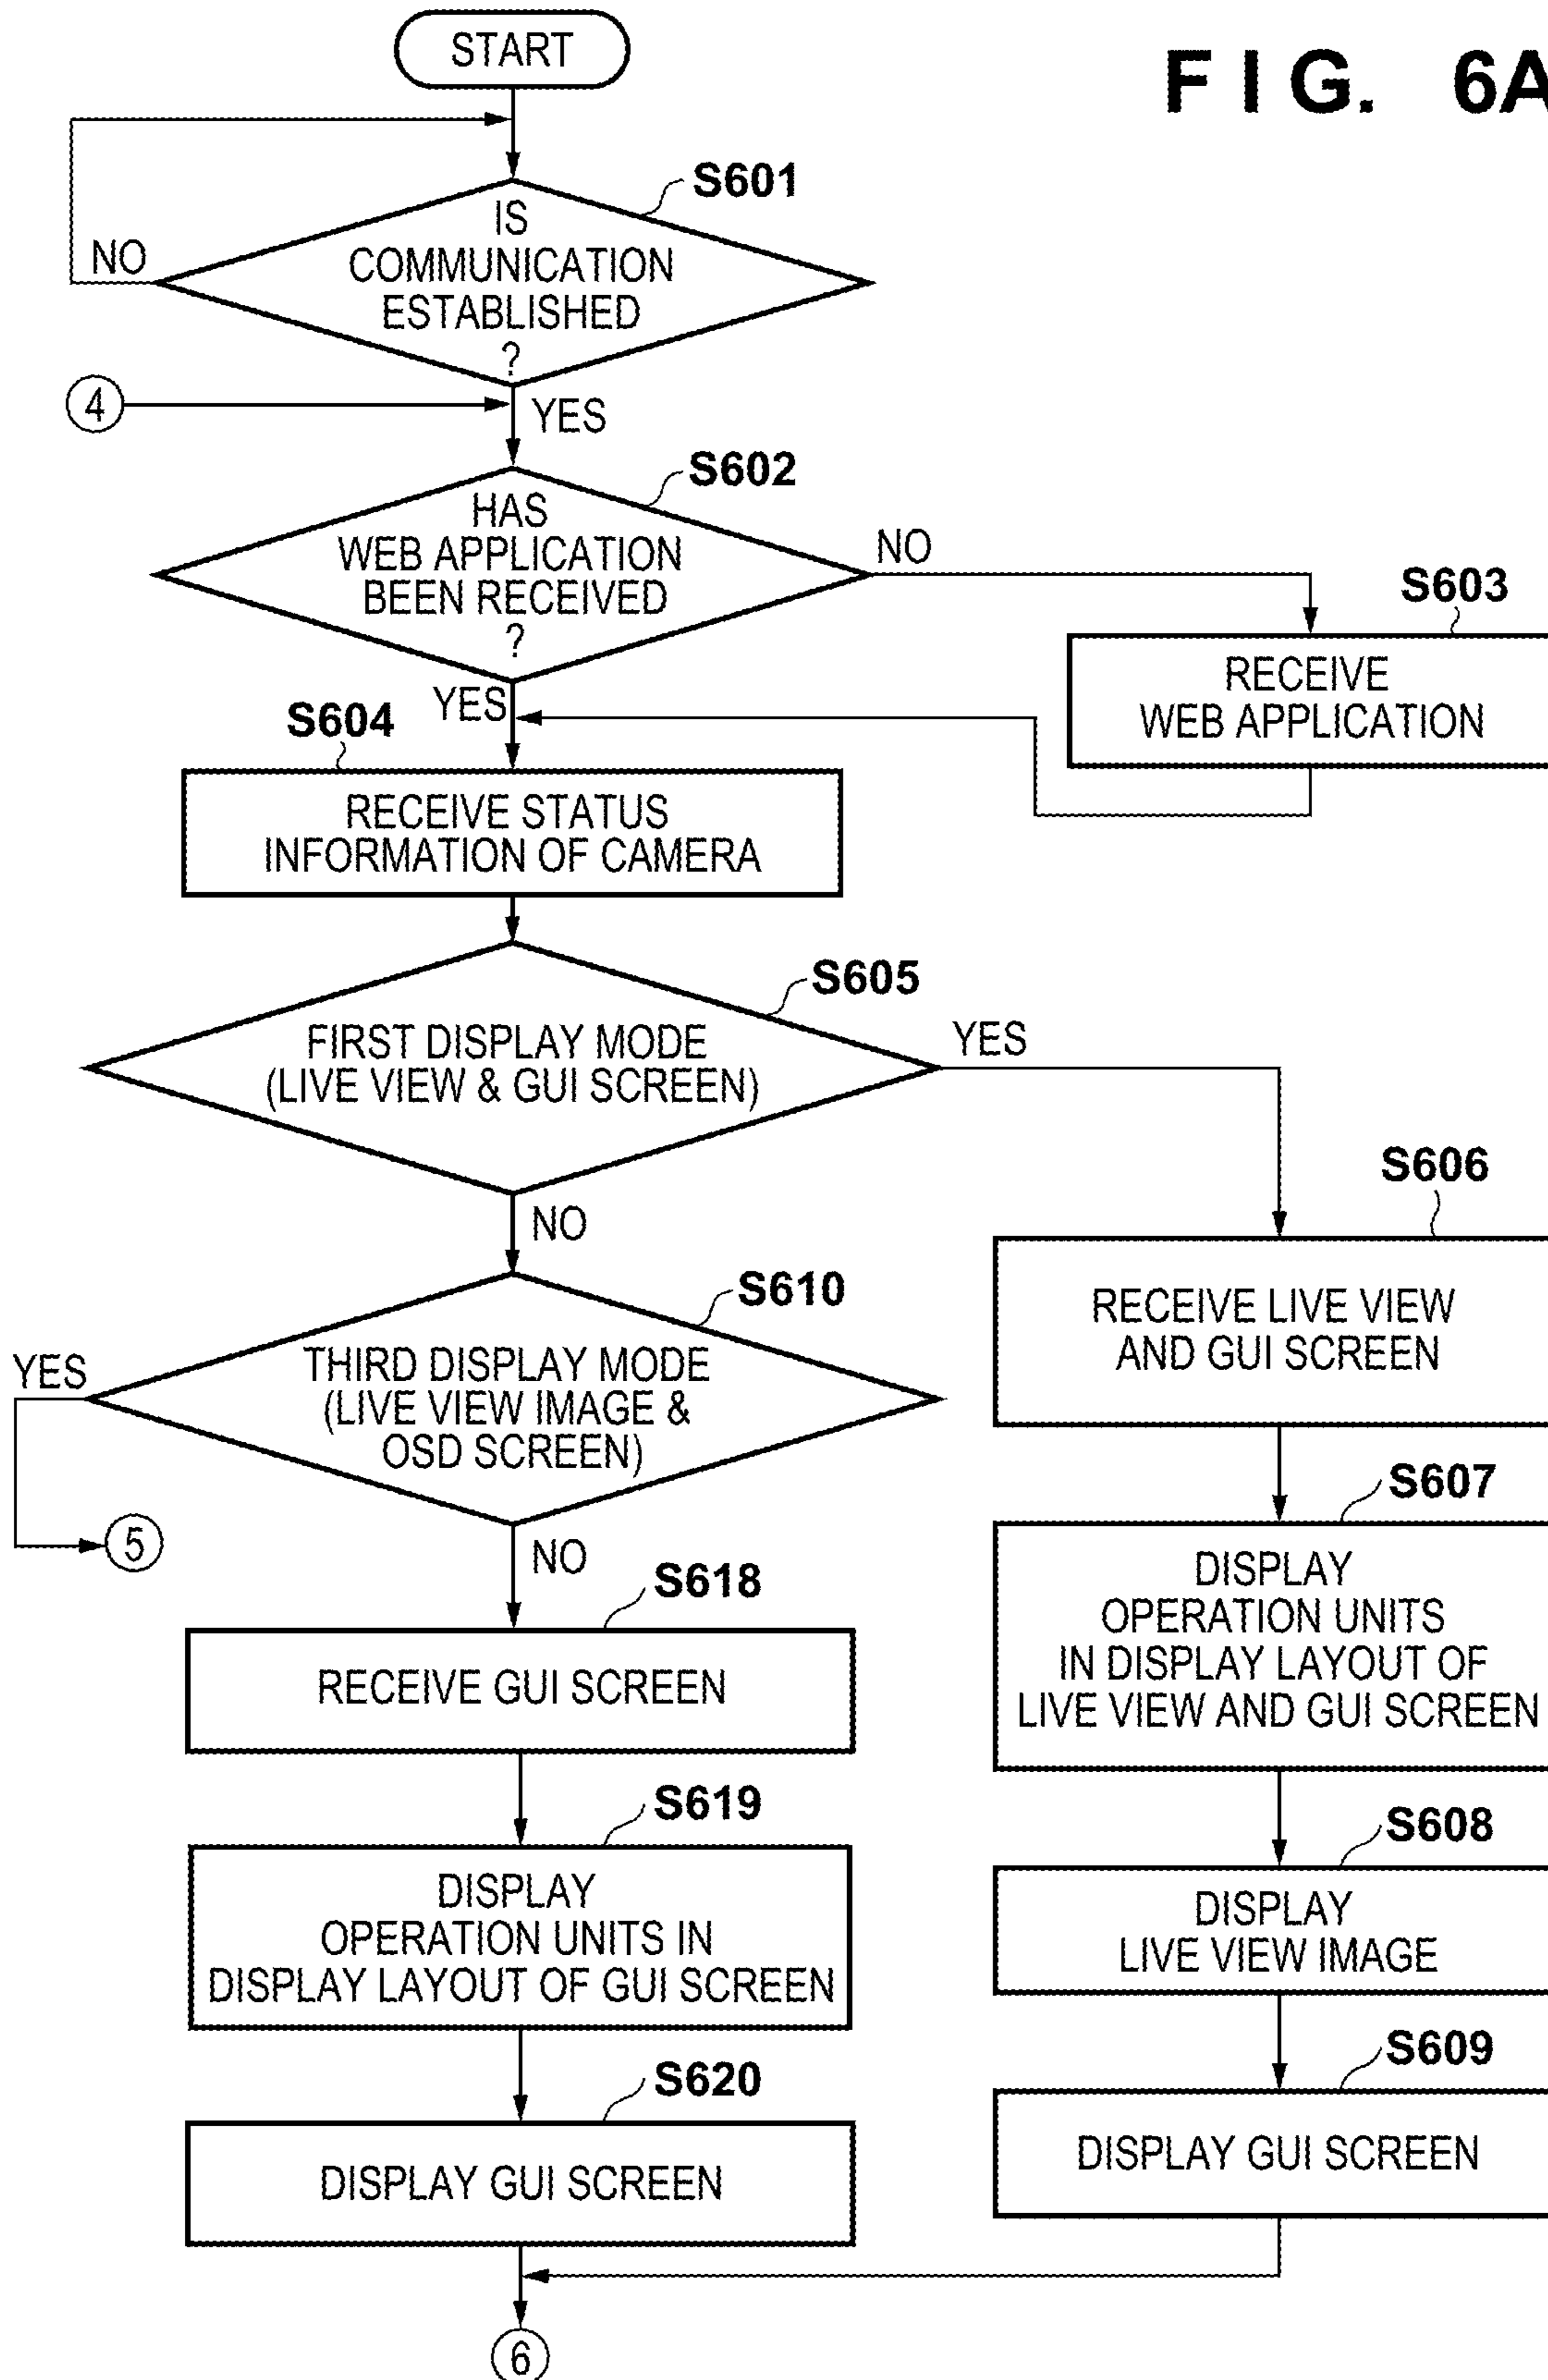 FIG. 6A
START
S601
IS
COMMUNICATION
ESTABLISHED
?
NO
4
YES
S602
HAS
WEB APPLICATION
BEEN RECEIVED
?
NO
S603
RECEIVE
WEB APPLICATION
YES
S604
RECEIVE STATUS
INFORMATION OF CAMERA
S605
FIRST DISPLAY MODE
(LIVE VIEW & GUI SCREEN)
YES
NO
S606
RECEIVE LIVE VIEW
AND GUI SCREEN
S610
THIRD DISPLAY MODE
(LIVE VIEW IMAGE &
OSD SCREEN)
YES
5
NO
S607
DISPLAY
OPERATION UNITS
IN DISPLAY LAYOUT OF
LIVE VIEW AND GUI SCREEN
S618
RECEIVE GUI SCREEN
S619
DISPLAY
OPERATION UNITS IN
DISPLAY LAYOUT OF GUI SCREEN
S608
DISPLAY
LIVE VIEW IMAGE
S620
DISPLAY GUI SCREEN
S609
DISPLAY GUI SCREEN
6